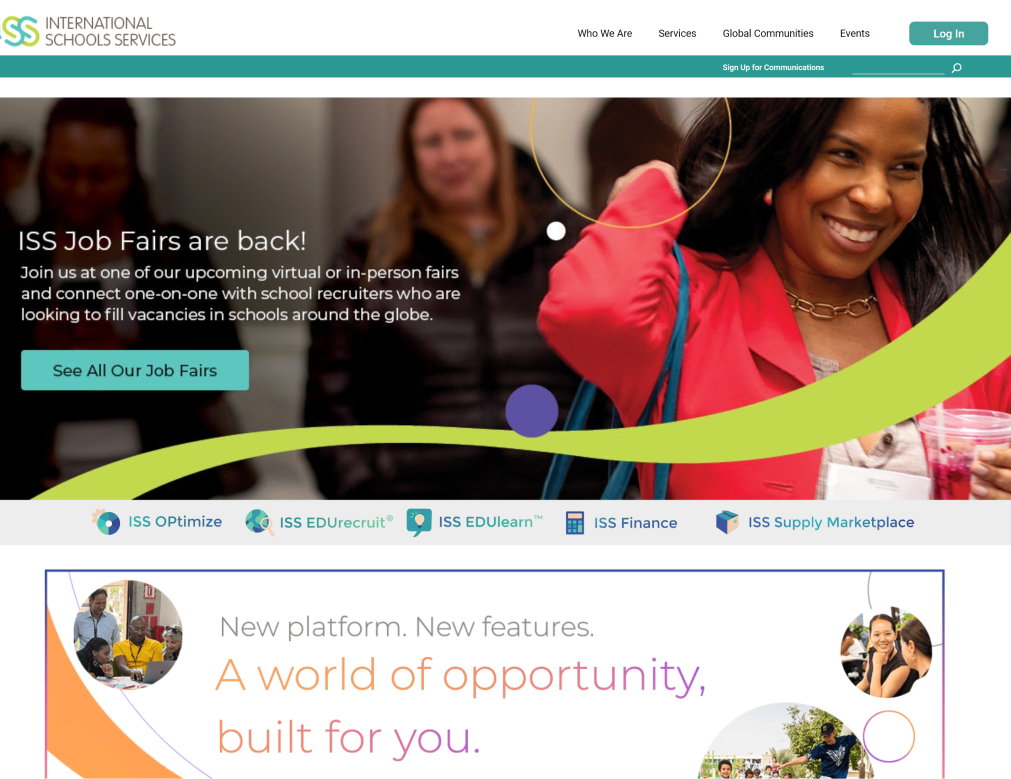 INTERNATIONAL
SCHOOLS SERVICES
Who We Are
Services
Global Communities
Events
Log In
Sign Up for Communications
ISS Job Fairs are back!
Join us at one of our upcoming virtual or in-person fairs
and connect one-on-one with school recruiters who are
looking to fill vacancies in schools around the globe.
See All Our Job Fairs
ISS OPtimize
ISS EDUrecruit®
ISS EDUlearn™
ISS Finance
ISS Supply Marketplace
New platform. New features.
A world of opportunity,
built for you.